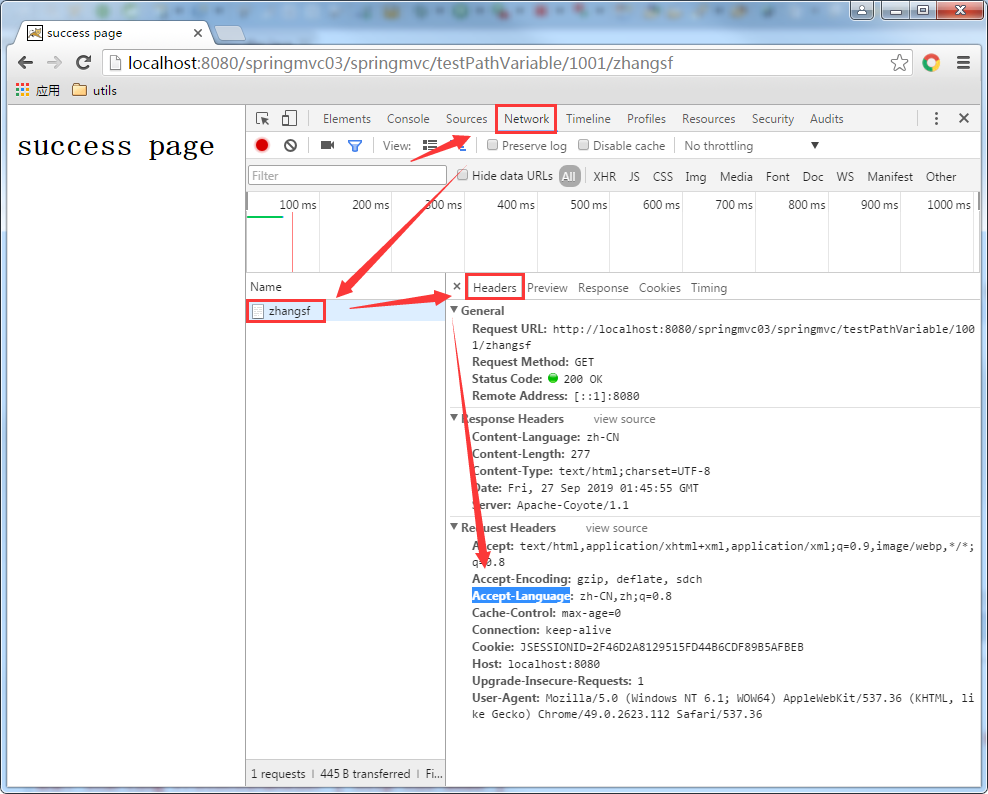 success page
localhost:8080/springmvc03/springmvc/testPathVariable/1001/zhangsf
应用 utils
success page
Elements Console Sources Network Timeline Profiles Resources Security Audits
View: Preserve log Disable cache No throttling
Filter Hide data URLs All XHR JS CSS Img Media Font Doc WS Manifest Other
100 ms 200 ms 300 ms 400 ms 500 ms 600 ms 700 ms 800 ms 900 ms 1000 ms
Name
zhangsf
× Headers Preview Response Cookies Timing
General
Request URL: http://localhost:8080/springmvc03/springmvc/testPathVariable/100
1/zhangsf
Request Method: GET
Status Code: 200 OK
Remote Address: [::1]:8080
Response Headers view source
Content-Language: zh-CN
Content-Length: 277
Content-Type: text/html;charset=UTF-8
Date: Fri, 27 Sep 2019 01:45:55 GMT
Server: Apache-Coyote/1.1
Request Headers view source
Accept: text/html,application/xhtml+xml,application/xml;q=0.9,image/webp,*/*;
q=0.8
Accept-Encoding: gzip, deflate, sdch
Accept-Language: zh-CN,zh;q=0.8
Cache-Control: max-age=0
Connection: keep-alive
Cookie: JSESSIONID=2F46D2A8129515FD44B6CDF89B5AFBEB
Host: localhost:8080
Upgrade-Insecure-Requests: 1
User-Agent: Mozilla/5.0 (Windows NT 6.1; WOW64) AppleWebKit/537.36 (KHTML, li
ke Gecko) Chrome/49.0.2623.112 Safari/537.36
1 requests | 445 B transferred | Fi...